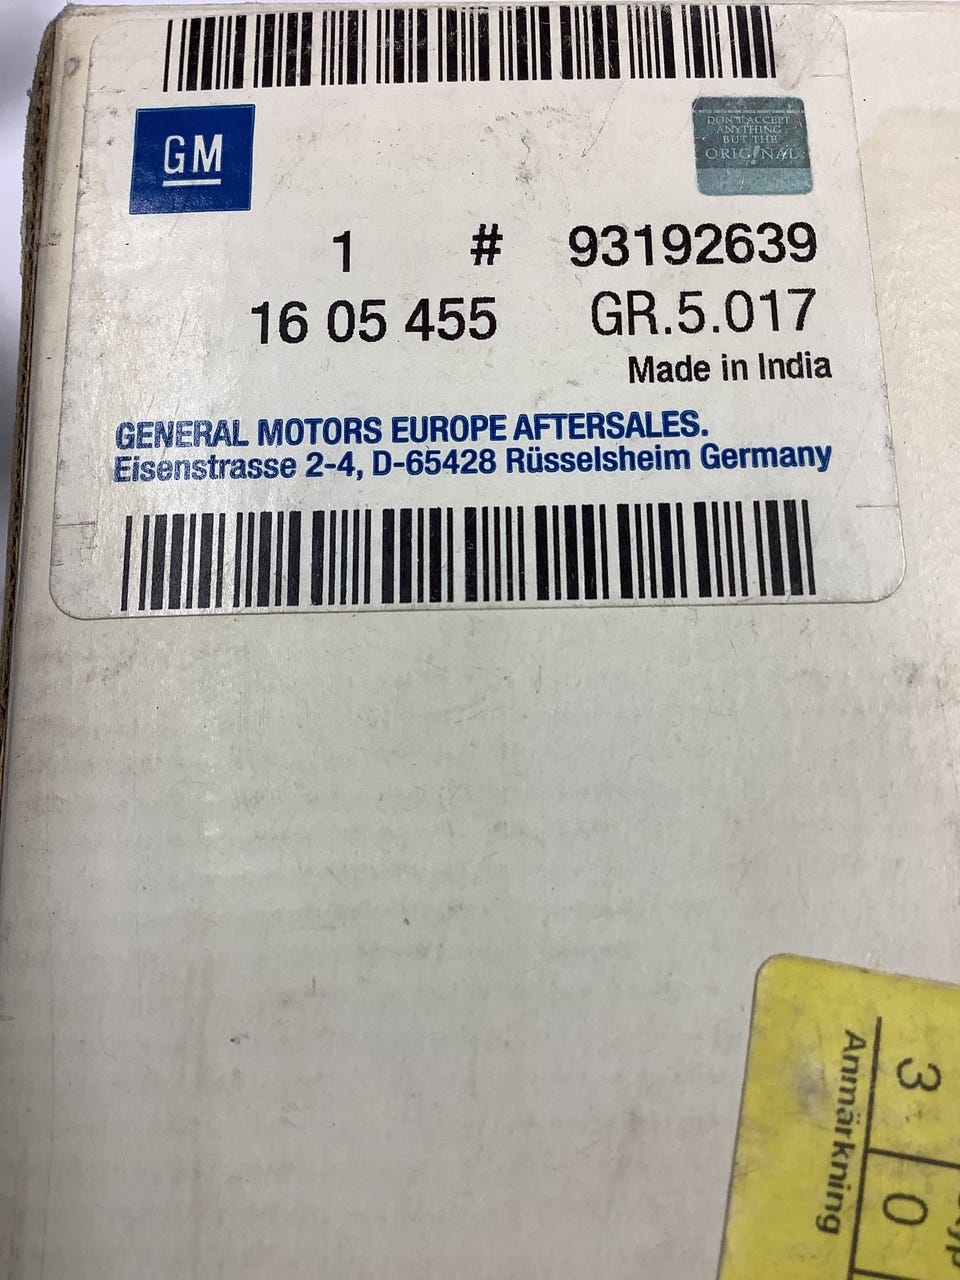 GM
DON'T ACCEPT
ANYTHING
BUT THE
ORIGINAL
1 # 93192639
16 05 455 GR.5.017
Made in India
GENERAL MOTORS EUROPE AFTERSALES.
Eisenstrasse 2-4, D-65428 Rüsselsheim Germany
3
0
Anmärkning